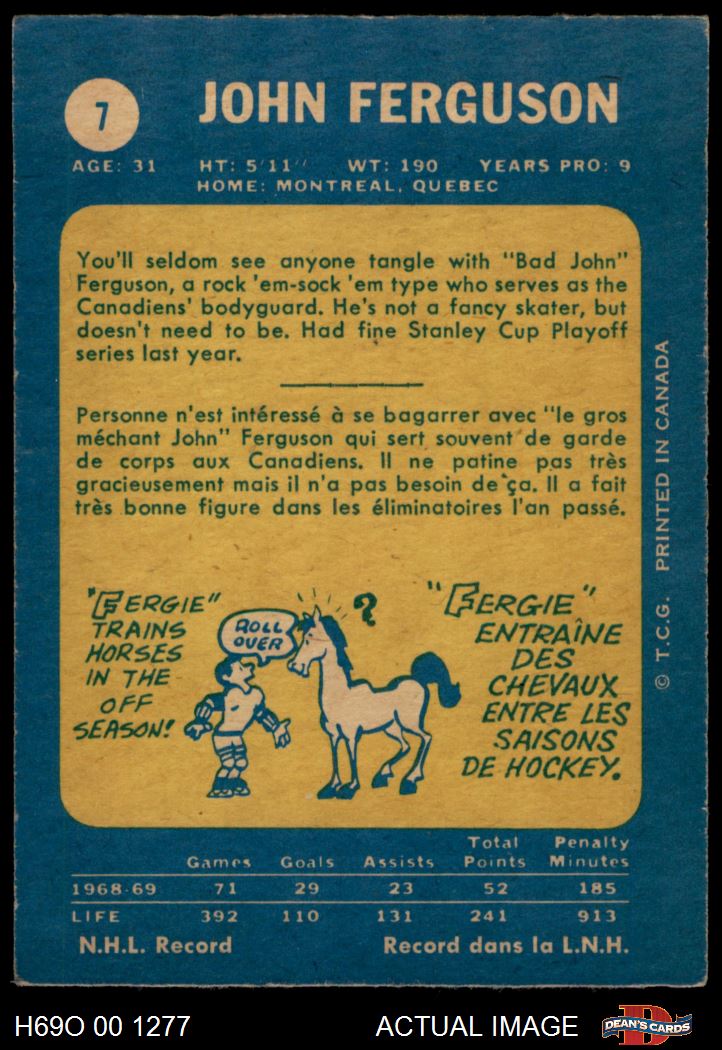 7
JOHN FERGUSON
AGE: 31 HT: 5'11" WT: 190 YEARS PRO: 9
HOME: MONTREAL, QUEBEC
You'll seldom see anyone tangle with "Bad John"
Ferguson, a rock 'em-sock 'em type who serves as the
Canadiens' bodyguard. He's not a fancy skater, but
doesn't need to be. Had fine Stanley Cup Playoff
series last year.
Personne n'est intéressé à se bagarrer avec "le gros
méchant John" Ferguson qui sert souvent de garde
de corps aux Canadiens. Il ne patine pas très
gracieusement mais il n'a pas besoin de ça. Il a fait
très bonne figure dans les éliminatoires l'an passé.
"FERGIE"
TRAINS
HORSES
IN THE
OFF
SEASON!
ROLL
OVER
?
"FERGIE"
ENTRAÎNE
DES
CHEVAUX
ENTRE LES
SAISONS
DE HOCKEY.
© T.C.G. PRINTED IN CANADA
Games Goals Assists Total Points Penalty Minutes
1968-69 71 29 23 52 185
LIFE 392 110 131 241 913
N.H.L. Record Record dans la L.N.H.
H69O 00 1277 ACTUAL IMAGE D DEAN'S CARDS